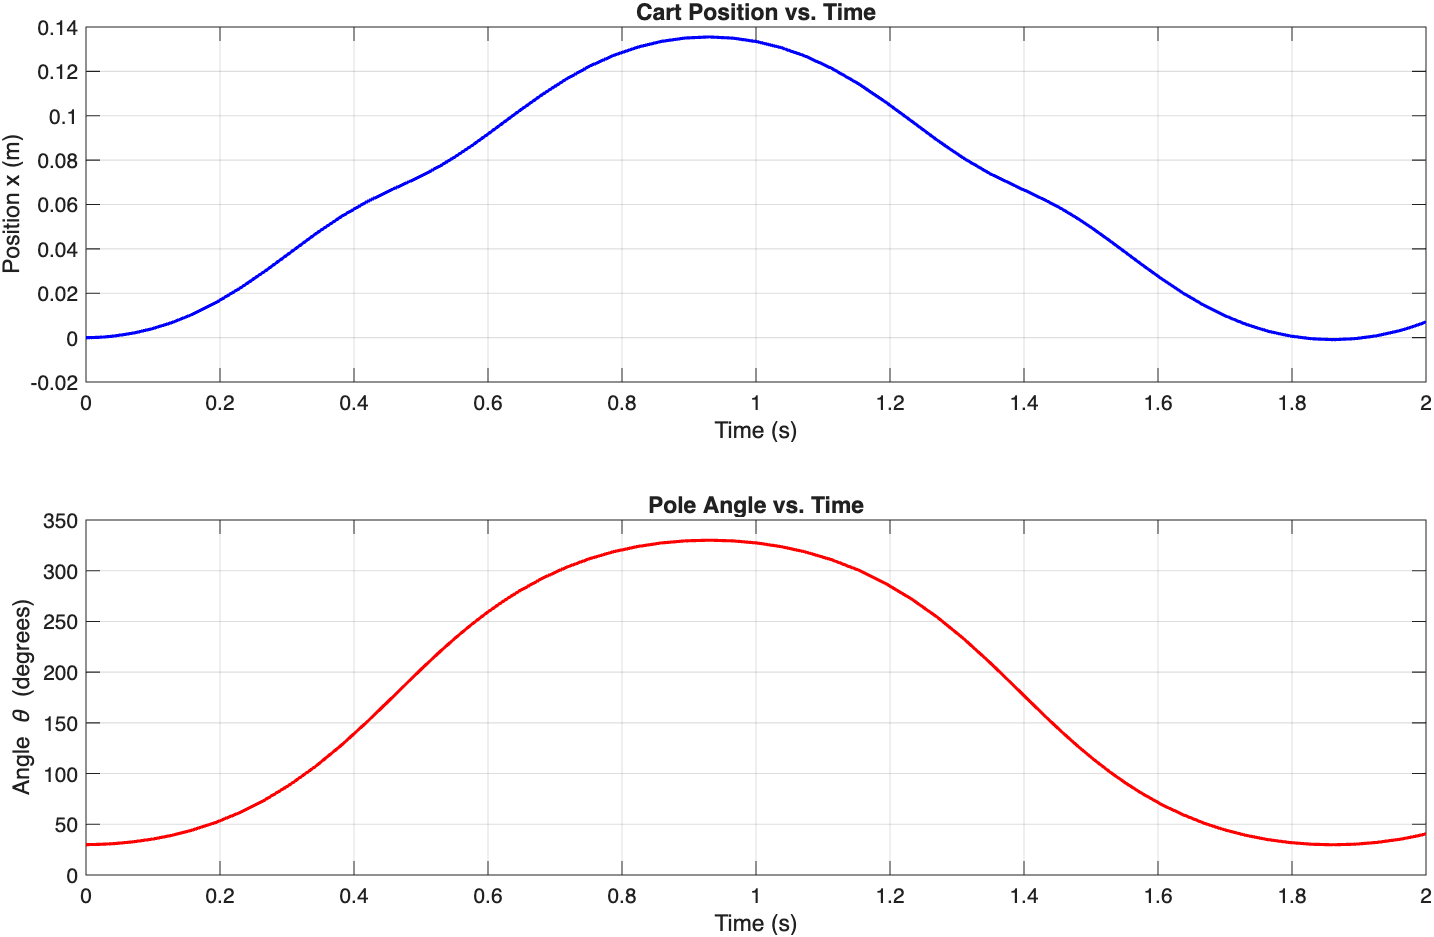 Cart Position vs. Time
0.14
0.12
0.1
0.08
0.06
0.04
0.02
0
-0.02
Position x (m)
0 0.2 0.4 0.6 0.8 1 1.2 1.4 1.6 1.8 2
Time (s)
Pole Angle vs. Time
350
300
250
200
150
100
50
0
Angle θ (degrees)
0 0.2 0.4 0.6 0.8 1 1.2 1.4 1.6 1.8 2
Time (s)